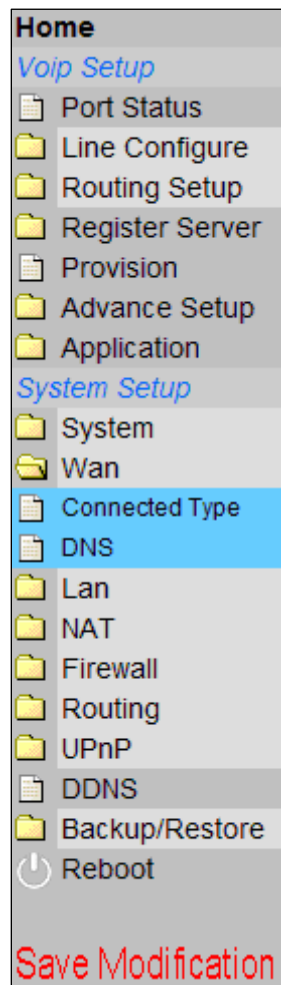 Home
Voip Setup
Port Status
Line Configure
Routing Setup
Register Server
Provision
Advance Setup
Application
System Setup
System
Wan
Connected Type
DNS
Lan
NAT
Firewall
Routing
UPnP
DDNS
Backup/Restore
Reboot
Save Modification